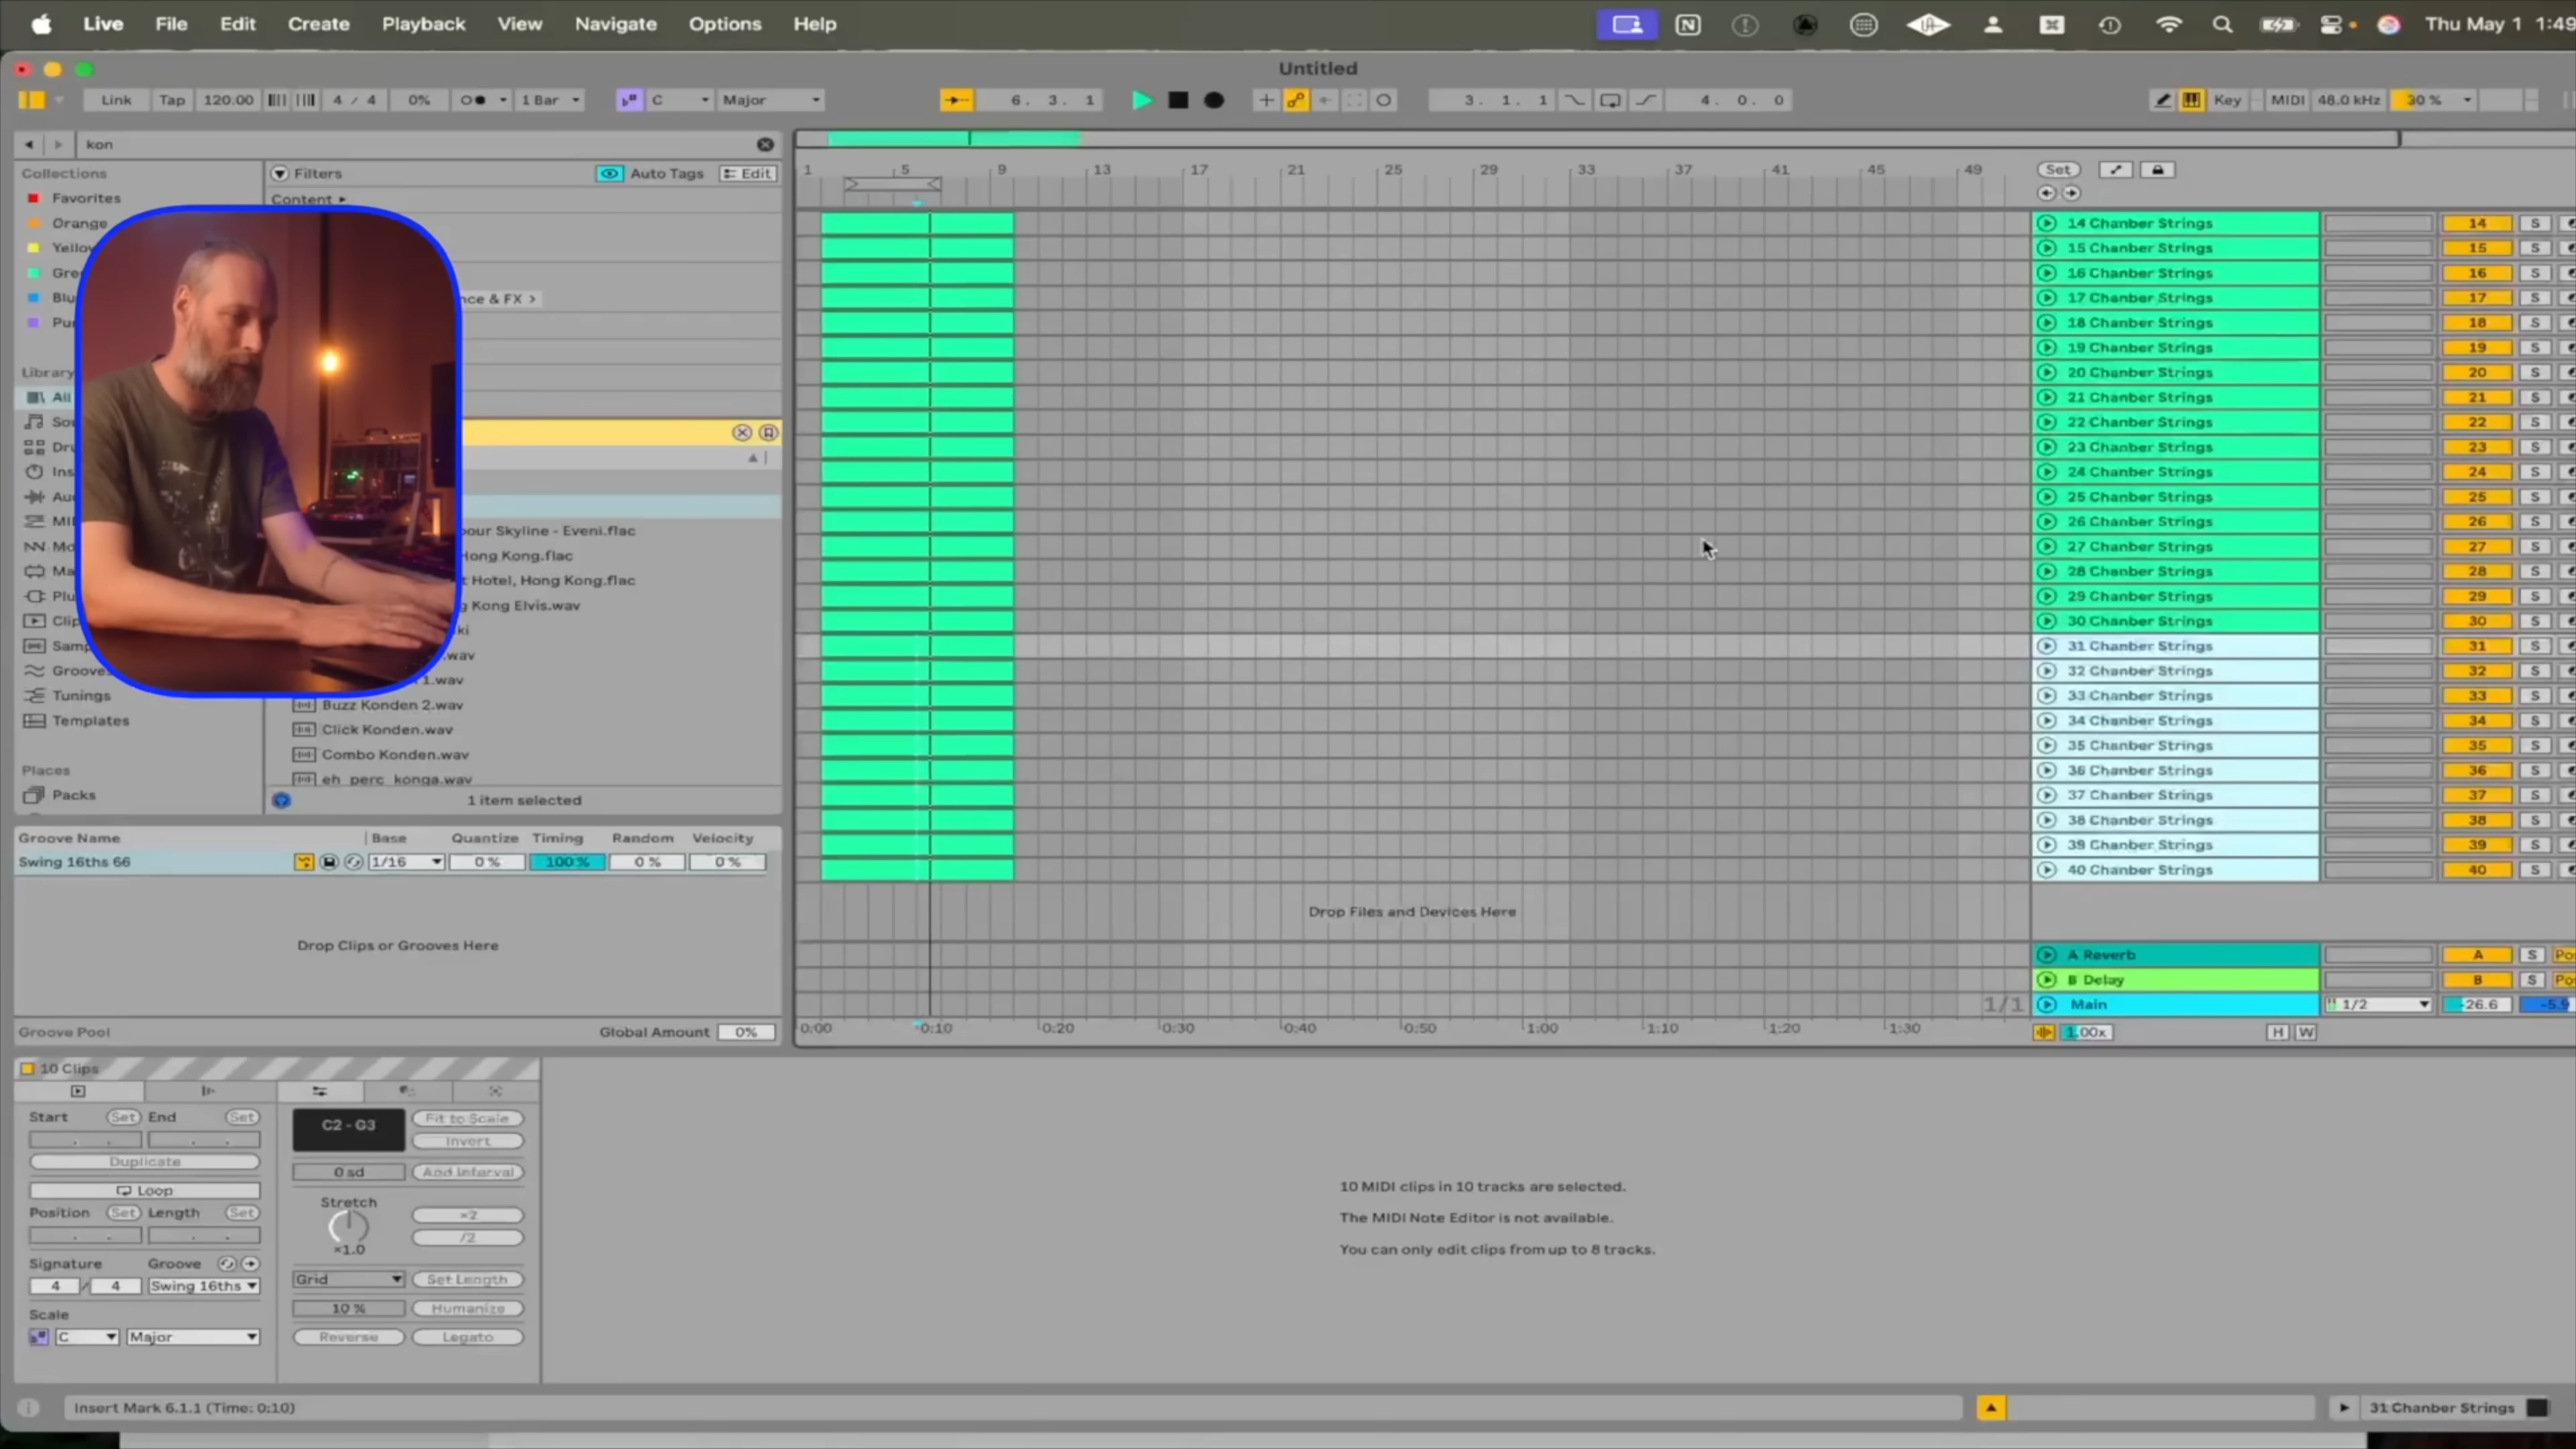 Live File Edit Create Playback View Navigate Options Help
Thu May 1 1:49
Untitled
Link Tap 120.00 4 / 4 0% 1 Bar C Major 6. 3. 1 3. 1. 1 4. 0. 0 Key MIDI 48.0 kHz 30 %
kon
Collections
Favorites
Orange
Library
All
Grooves
Tunings
Templates
Places
Packs
Filters Auto Tags Edit
Content
nce & FX >
our Skyline - Eveni.flac
Hong Kong.flac
t Hotel, Hong Kong.flac
g Kong Elvis.wav
ki
.wav
1.wav
Buzz Konden 2.wav
Click Konden.wav
Combo Konden.wav
eh_perc_konga.wav
1 item selected
Groove Name Base Quantize Timing Random Velocity
Swing 16ths 66 1/16 0 % 100 % 0 % 0 %
Drop Clips or Grooves Here
Groove Pool Global Amount 0%
1 5 9 13 17 21 25 29 33 37 41 45 49 Set
14 Chanber Strings 14 S
15 Chanber Strings 15 S
16 Chanber Strings 16 S
17 Chanber Strings 17 S
18 Chanber Strings 18 S
19 Chanber Strings 19 S
20 Chanber Strings 20 S
21 Chanber Strings 21 S
22 Chanber Strings 22 S
23 Chanber Strings 23 S
24 Chanber Strings 24 S
25 Chanber Strings 25 S
26 Chanber Strings 26 S
27 Chanber Strings 27 S
28 Chanber Strings 28 S
29 Chanber Strings 29 S
30 Chanber Strings 30 S
31 Chanber Strings 31 S
32 Chanber Strings 32 S
33 Chanber Strings 33 S
34 Chanber Strings 34 S
35 Chanber Strings 35 S
36 Chanber Strings 36 S
37 Chanber Strings 37 S
38 Chanber Strings 38 S
39 Chanber Strings 39 S
40 Chanber Strings 40 S
Drop Files and Devices Here
A Reverb A S
B Delay B S
1/1 Main 1/2 -26.6 -5.9
0:00 0:10 0:20 0:30 0:40 0:50 1:00 1:10 1:20 1:30 1.00x H W
10 Clips
Start Set End Set
Duplicate
Loop
Position Set Length Set
Signature Groove
4 / 4 Swing 16ths
Scale
C Major
C2 - G3 Fit to Scale
Invert
0 sd Add Interval
Stretch ×2
/2
×1.0
Grid Set Length
10 % Humanize
Reverse Legato
10 MIDI clips in 10 tracks are selected.
The MIDI Note Editor is not available.
You can only edit clips from up to 8 tracks.
Insert Mark 6.1.1 (Time: 0:10)
31 Chanber Strings